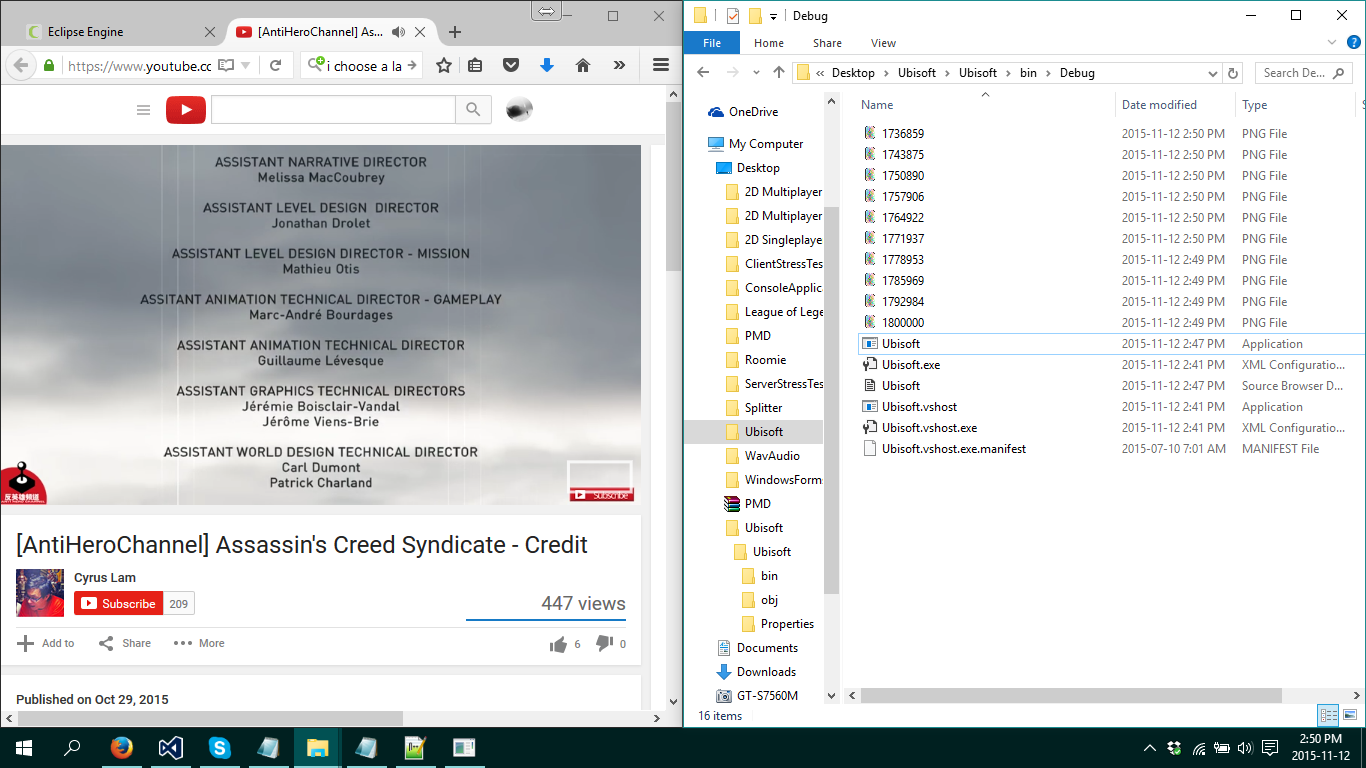 Eclipse Engine
[AntiHeroChannel] As...
https://www.youtube.cc
i choose a la
ASSISTANT NARRATIVE DIRECTOR
Melissa MacCoubrey
ASSISTANT LEVEL DESIGN DIRECTOR
Jonathan Drolet
ASSISTANT LEVEL DESIGN DIRECTOR - MISSION
Mathieu Otis
ASSITANT ANIMATION TECHNICAL DIRECTOR - GAMEPLAY
Marc-André Bourdages
ASSISTANT ANIMATION TECHNICAL DIRECTOR
Guillaume Lévesque
ASSISTANT GRAPHICS TECHNICAL DIRECTORS
Jérémie Boisclair-Vandal
Jérôme Viens-Brie
ASSISTANT WORLD DESIGN TECHNICAL DIRECTOR
Carl Dumont
Patrick Charland
反英雄頻道
Subscribe
[AntiHeroChannel] Assassin's Creed Syndicate - Credit
Cyrus Lam
Subscribe 209
447 views
Add to Share More 6 0
Published on Oct 29, 2015
Debug
File Home Share View
« Desktop Ubisoft Ubisoft bin Debug
Search De...
OneDrive
My Computer
Desktop
2D Multiplayer
2D Multiplayer
2D Singleplaye
ClientStressTes
ConsoleApplic
League of Lege
PMD
Roomie
ServerStressTes
Splitter
Ubisoft
WavAudio
WindowsForm
PMD
Ubisoft
Ubisoft
bin
obj
Properties
Documents
Downloads
GT-S7560M
Name Date modified Type S
1736859 2015-11-12 2:50 PM PNG File
1743875 2015-11-12 2:50 PM PNG File
1750890 2015-11-12 2:50 PM PNG File
1757906 2015-11-12 2:50 PM PNG File
1764922 2015-11-12 2:50 PM PNG File
1771937 2015-11-12 2:50 PM PNG File
1778953 2015-11-12 2:49 PM PNG File
1785969 2015-11-12 2:49 PM PNG File
1792984 2015-11-12 2:49 PM PNG File
1800000 2015-11-12 2:49 PM PNG File
Ubisoft 2015-11-12 2:47 PM Application
Ubisoft.exe 2015-11-12 2:41 PM XML Configuratio...
Ubisoft 2015-11-12 2:47 PM Source Browser D...
Ubisoft.vshost 2015-11-12 2:41 PM Application
Ubisoft.vshost.exe 2015-11-12 2:41 PM XML Configuratio...
Ubisoft.vshost.exe.manifest 2015-07-10 7:01 AM MANIFEST File
16 items
2:50 PM
2015-11-12